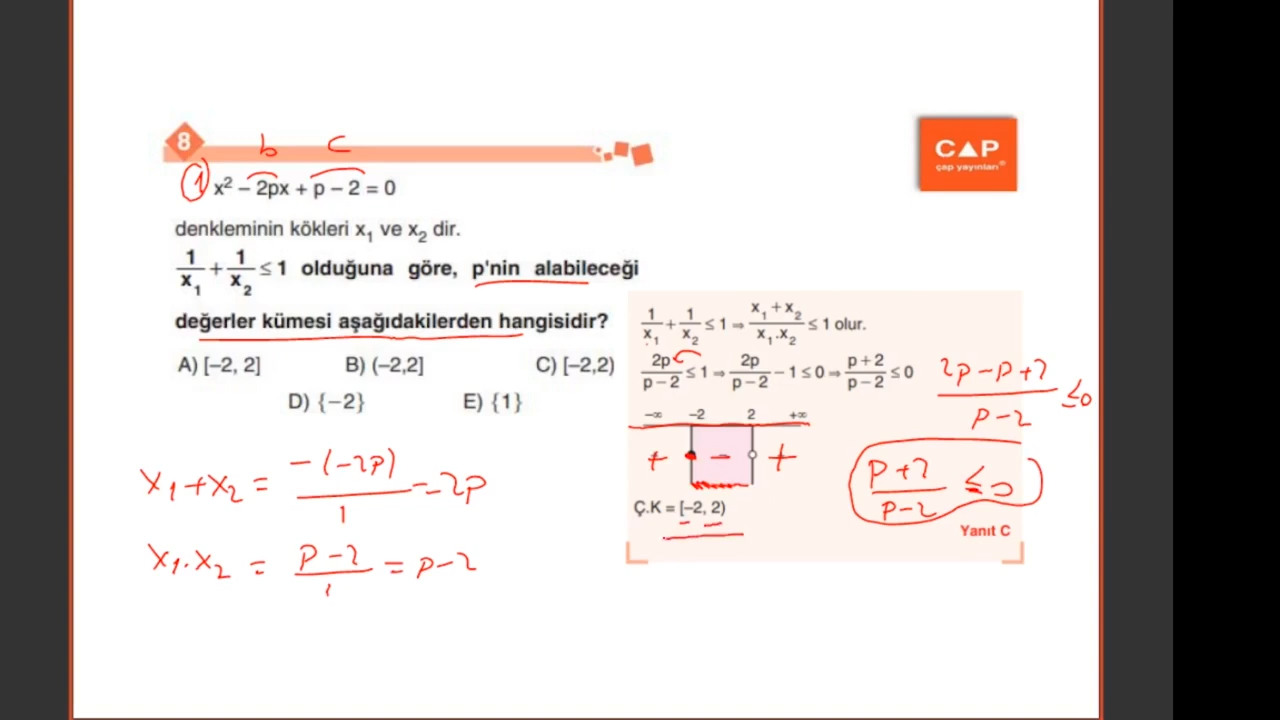 8
b c
1 x² – 2px + p – 2 = 0
denkleminin kökleri x₁ ve x₂ dir.
1/x₁ + 1/x₂ ≤ 1 olduğuna göre, p'nin alabileceği
değerler kümesi aşağıdakilerden hangisidir?
A) [–2, 2] B) (–2,2] C) [–2,2)
D) {–2} E) {1}
x₁+x₂ = -(-2p)/1 = 2p
x₁.x₂ = p-2/1 = p-2
CAP
çap yayınları®
1/x₁ + 1/x₂ ≤ 1 ⇒ x₁+x₂/x₁.x₂ ≤ 1 olur.
2p/p–2 ≤ 1 ⇒ 2p/p–2 – 1 ≤ 0 ⇒ p+2/p–2 ≤ 0
2p-p+2/p-2 ≤0
–∞ –2 2 +∞
+ - +
p+2/p-2 ≤ 0
Ç.K = [–2, 2)
Yanıt C